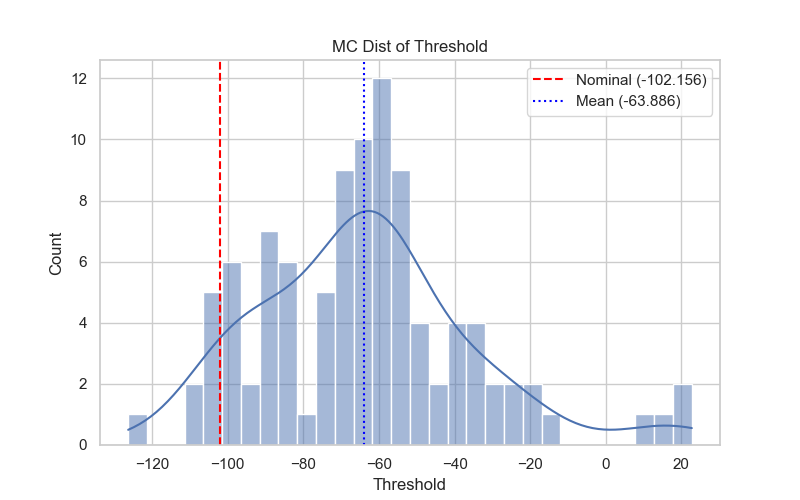 MC Dist of Threshold
Nominal (-102.156)
Mean (-63.886)
Count
12
10
8
6
4
2
0
−120 −100 −80 −60 −40 −20 0 20
Threshold